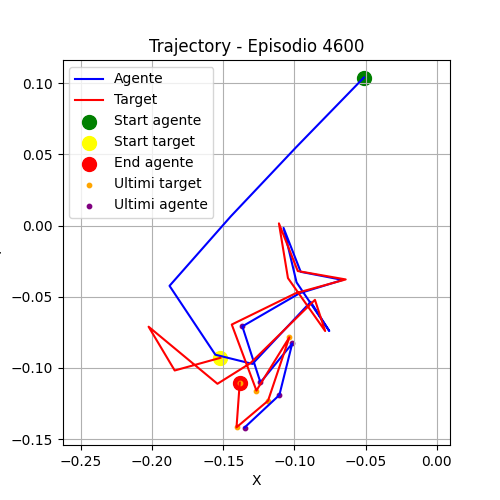 Trajectory - Episodio 4600
Agente
Target
Start agente
Start target
End agente
Ultimi target
Ultimi agente
0.10
0.05
0.00
−0.05
−0.10
−0.15
−0.25
−0.20
−0.15
−0.10
−0.05
0.00
X